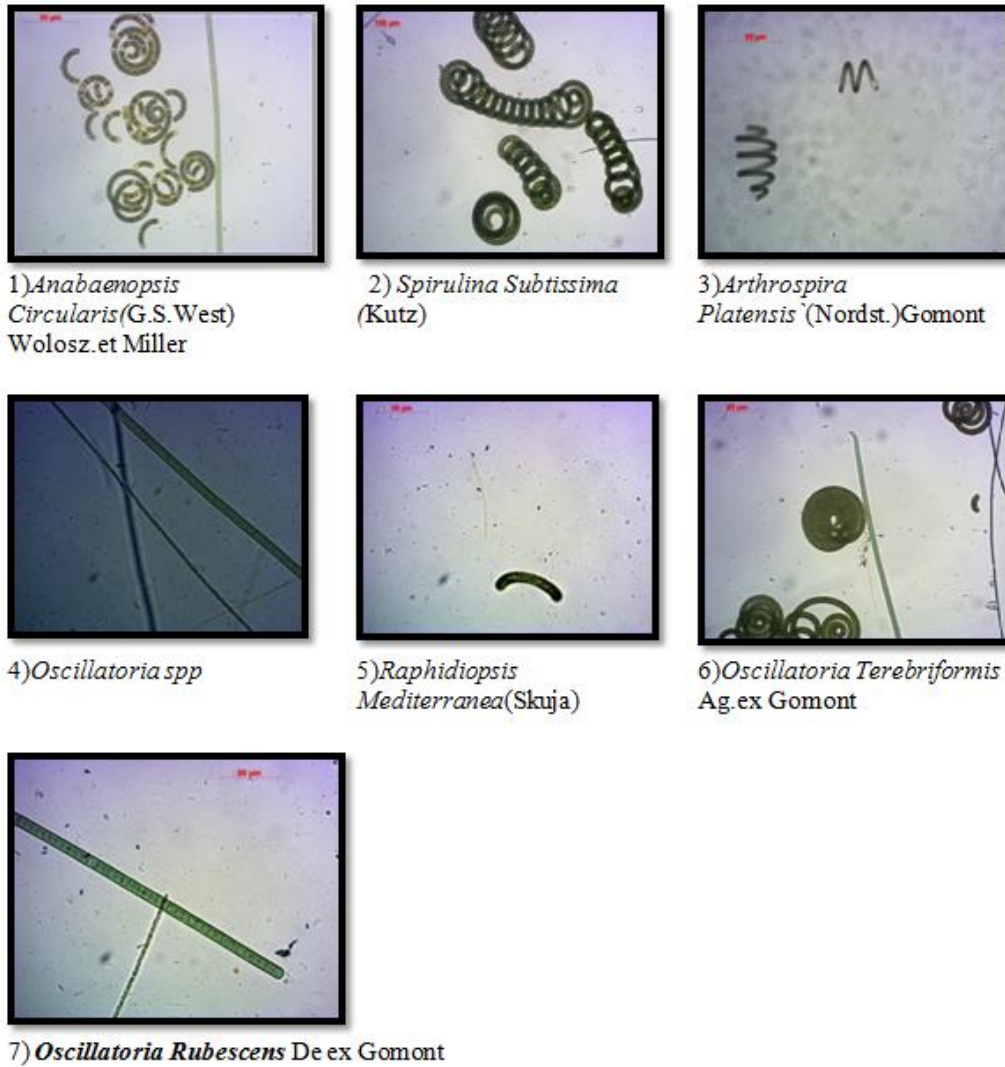 1)Anabaenopsis
Circularis(G.S.West)
Wolosz.et Miller
2) Spirulina Subtissima
(Kutz)
3)Arthrospira
Platensis`(Nordst.)Gomont
4)Oscillatoria spp
5)Raphidiopsis
Mediterranea(Skuja)
6)Oscillatoria Terebriformis
Ag.ex Gomont
7) Oscillatoria Rubescens De ex Gomont